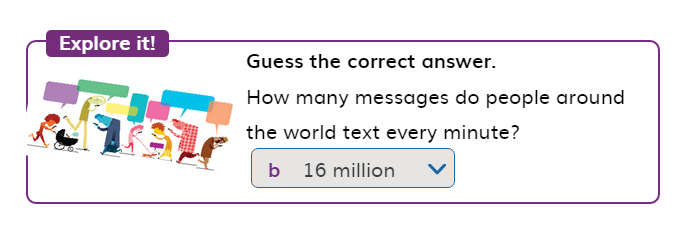 Explore it!
Guess the correct answer.
How many messages do people around
the world text every minute?
b 16 million